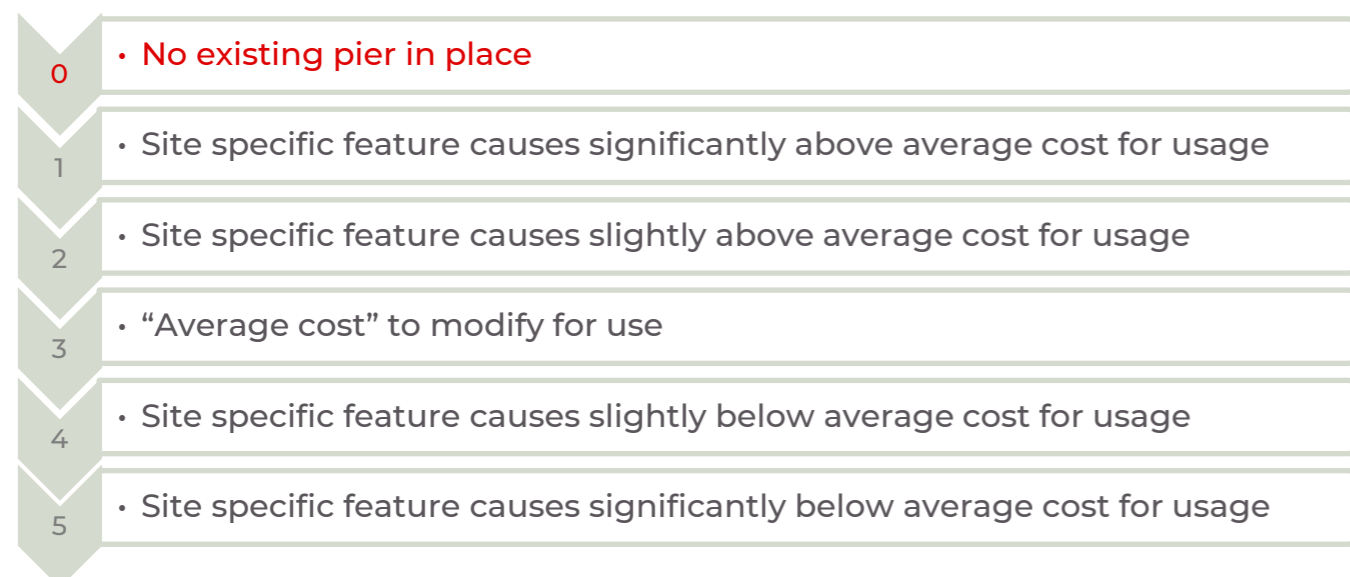 0
• No existing pier in place
1
• Site specific feature causes significantly above average cost for usage
2
• Site specific feature causes slightly above average cost for usage
3
• “Average cost” to modify for use
4
• Site specific feature causes slightly below average cost for usage
5
• Site specific feature causes significantly below average cost for usage